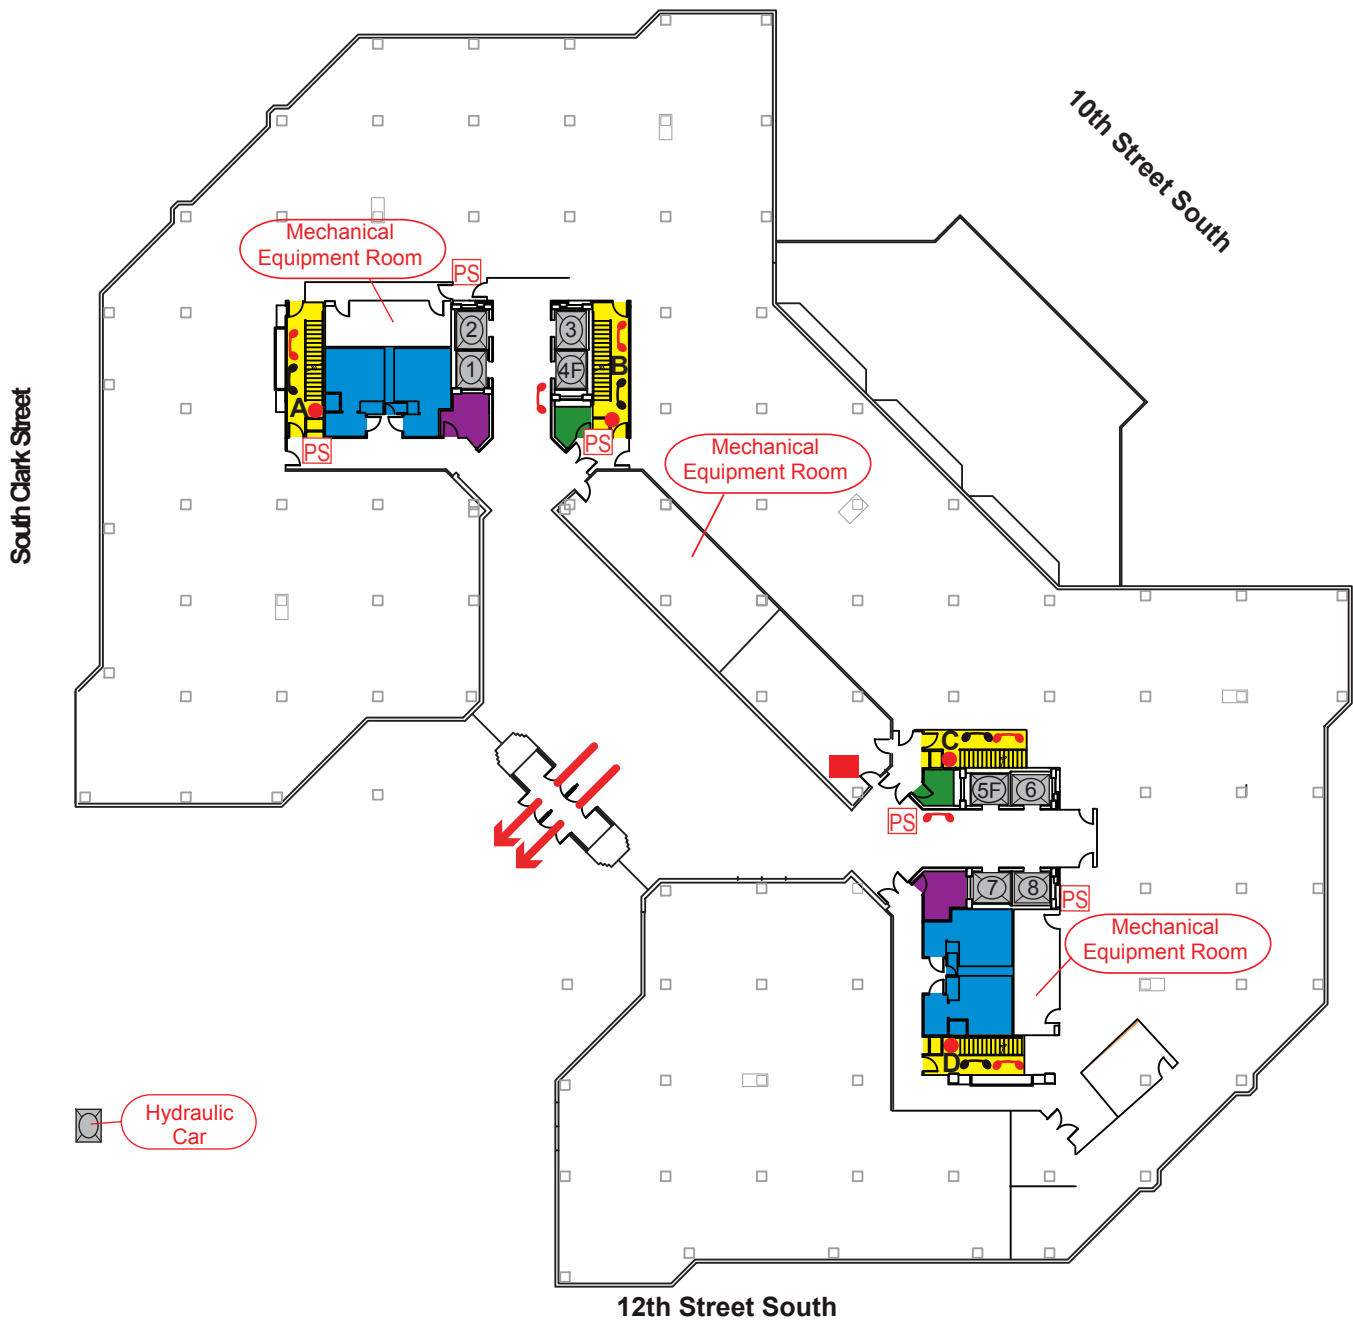 10th Street South
Mechanical
Equipment Room
PS
2
3
1
4F
B
A
PS
PS
South Clark Street
Mechanical
Equipment Room
C
5F
6
PS
7
8
PS
Mechanical
Equipment Room
D
Hydraulic
Car
12th Street South